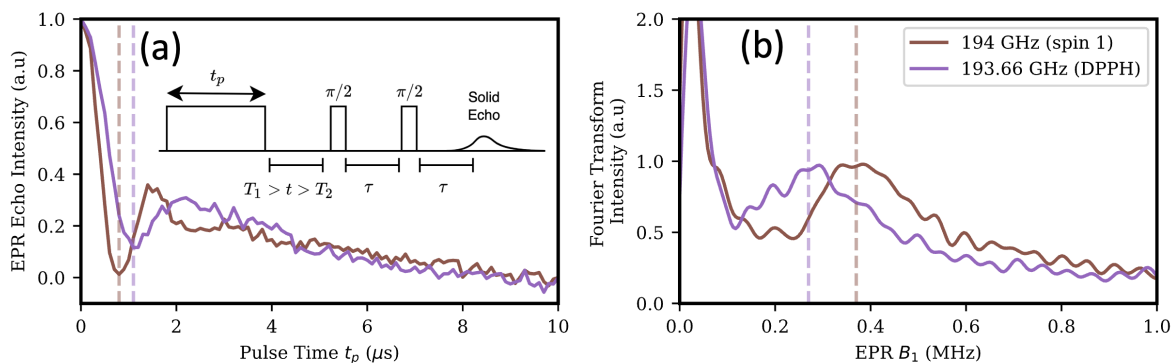 (a)
EPR Echo Intensity (a.u)
1.0
0.8
0.6
0.4
0.2
0.0
t_p
π/2
π/2
Solid
Echo
T_1 > t > T_2
τ
τ
0
2
4
6
8
10
Pulse Time t_p (μs)
(b)
194 GHz (spin 1)
193.66 GHz (DPPH)
Fourier Transform
Intensity (a.u)
2.0
1.5
1.0
0.5
0.0
0.0
0.2
0.4
0.6
0.8
1.0
EPR B_1 (MHz)